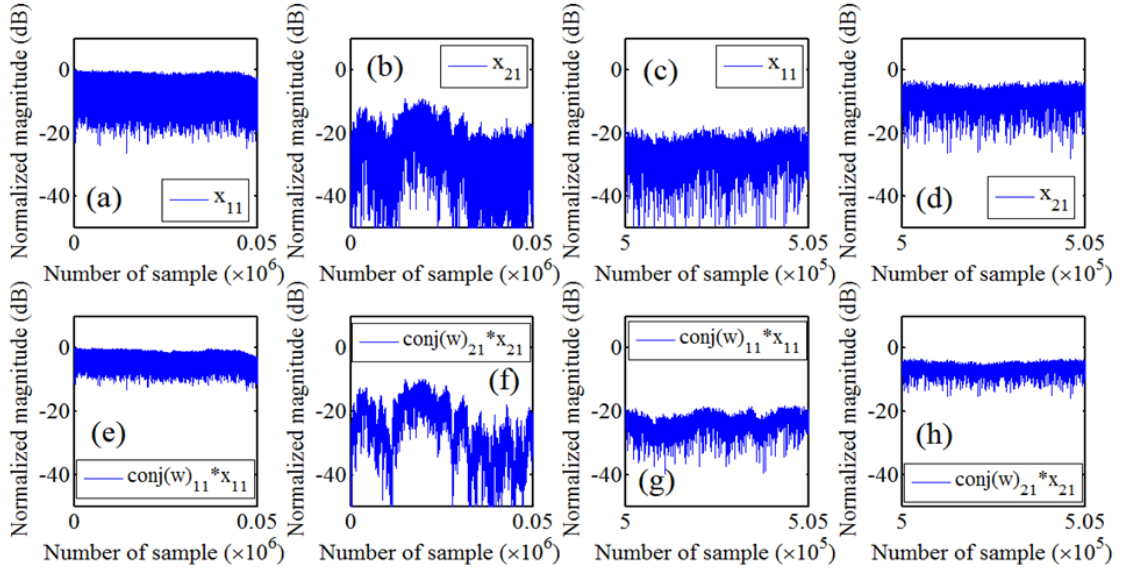 Normalized magnitude (dB)
0
-20
-40
(a)
x11
0
0.05
Number of sample (×10^6)
Normalized magnitude (dB)
0
-20
-40
(b)
x21
0
0.05
Number of sample (×10^6)
Normalized magnitude (dB)
0
-20
-40
(c)
x11
5
5.05
Number of sample (×10^5)
Normalized magnitude (dB)
0
-20
-40
(d)
x21
5
5.05
Number of sample (×10^5)
Normalized magnitude (dB)
0
-20
-40
(e)
conj(w)11*x11
0
0.05
Number of sample (×10^6)
Normalized magnitude (dB)
0
-20
-40
conj(w)21*x21
(f)
0
0.05
Number of sample (×10^6)
Normalized magnitude (dB)
0
-20
-40
conj(w)11*x11
(g)
5
5.05
Number of sample (×10^5)
Normalized magnitude (dB)
0
-20
-40
(h)
conj(w)21*x21
5
5.05
Number of sample (×10^5)